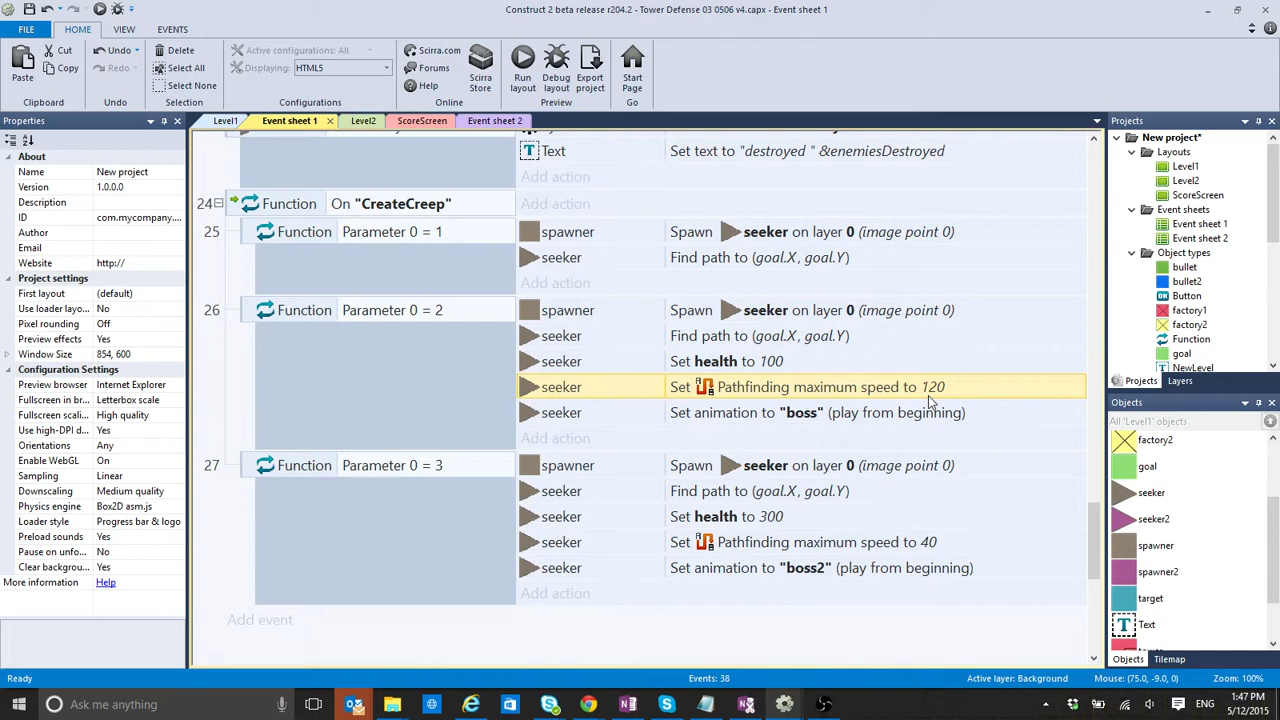 Construct 2 beta release r204.2 - Tower Defense 03 0506 v4.capx - Event sheet 1
FILE HOME VIEW EVENTS
Paste Cut Copy Clipboard
Undo Redo Undo
Delete Select All Select None Selection
Active configurations: All
Displaying: HTML5
Configurations
Scirra.com Forums Help Scirra Store Online
Run layout Debug layout Export project Preview
Start Page Go
Properties
About
Name New project
Version 1.0.0.0
Description
ID com.mycompany....
Author
Email
Website http://
Project settings
First layout (default)
Use loader layo... No
Pixel rounding Off
Preview effects Yes
Window Size 854, 600
Configuration Settings
Preview browser Internet Explorer
Fullscreen in br... Letterbox scale
Fullscreen scali... High quality
Use high-DPI d... Yes
Orientations Any
Enable WebGL On
Sampling Linear
Downscaling Medium quality
Physics engine Box2D asm.js
Loader style Progress bar & logo
Preload sounds Yes
Pause on unfo... No
Clear backgrou... Yes
More information Help
Level1 Event sheet 1 Level2 ScoreScreen Event sheet 2
Text Set text to "destroyed " &enemiesDestroyed
Add action
24 Function On "CreateCreep" Add action
25 Function Parameter 0 = 1 spawner Spawn seeker on layer 0 (image point 0)
seeker Find path to (goal.X, goal.Y)
Add action
26 Function Parameter 0 = 2 spawner Spawn seeker on layer 0 (image point 0)
seeker Find path to (goal.X, goal.Y)
seeker Set health to 100
seeker Set Pathfinding maximum speed to 120
seeker Set animation to "boss" (play from beginning)
Add action
27 Function Parameter 0 = 3 spawner Spawn seeker on layer 0 (image point 0)
seeker Find path to (goal.X, goal.Y)
seeker Set health to 300
seeker Set Pathfinding maximum speed to 40
seeker Set animation to "boss2" (play from beginning)
Add action
Add event
Projects
New project*
Layouts
Level1
Level2
ScoreScreen
Event sheets
Event sheet 1
Event sheet 2
Object types
bullet
bullet2
Button
factory1
factory2
Function
goal
NewLevel
Projects Layers
Objects
All 'Level1' objects
factory2
goal
seeker
seeker2
spawner
spawner2
target
Text
Objects Tilemap
Ready Events: 38 Active layer: Background Mouse: (75.0, -9.0, 0) Zoom: 100%
Ask me anything
ENG
1:47 PM
5/12/2015